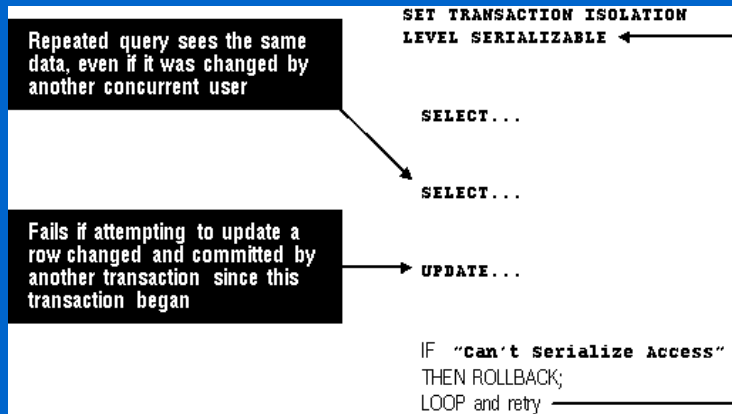 SET TRANSACTION ISOLATION
LEVEL SERIALIZABLE
Repeated query sees the same
data, even if it was changed by
another concurrent user
SELECT...
SELECT...
Fails if attempting to update a
row changed and committed by
another transaction since this
transaction began
UPDATE...
IF "Can't Serialize Access"
THEN ROLLBACK;
LOOP and retry